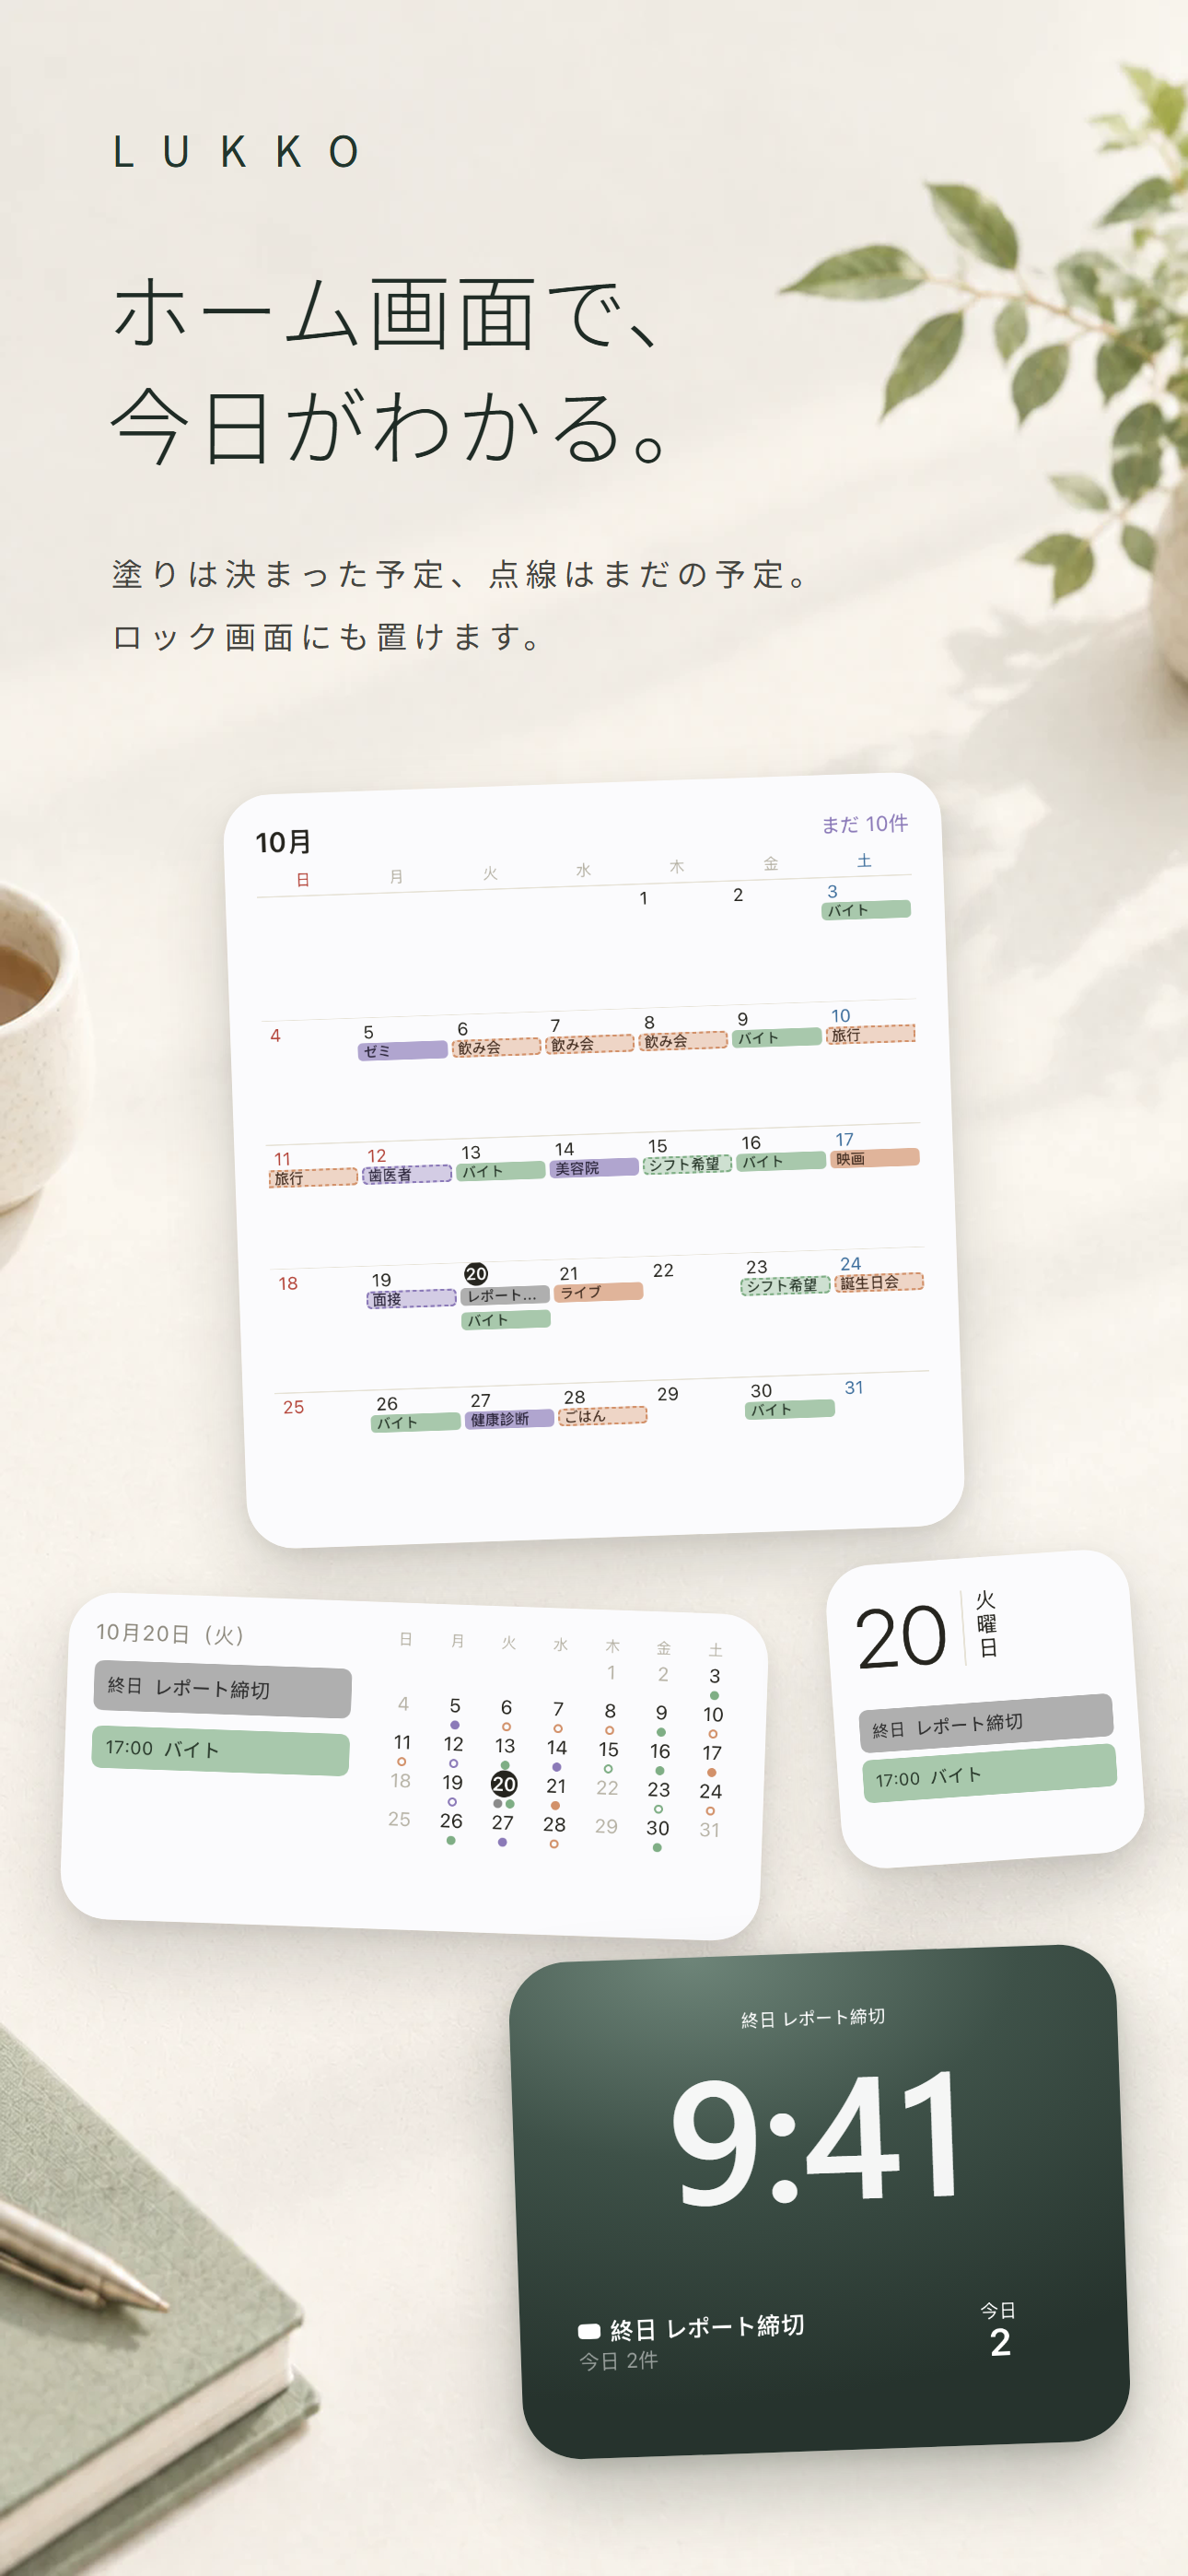 LUKKO
ホーム画面で、
今日がわかる。
塗りは決まった予定、点線はまだの予定。
ロック画面にも置けます。
10月 まだ 10件
日 月 火 水 木 金 土
1 2 3
バイト
4 5 6 7 8 9 10
ゼミ 飲み会 飲み会 飲み会 バイト 旅行
11 12 13 14 15 16 17
旅行 歯医者 バイト 美容院 シフト希望 バイト 映画
18 19 20 21 22 23 24
面接 レポート... ライブ シフト希望 誕生日会
バイト
25 26 27 28 29 30 31
バイト 健康診断 ごはん バイト
10月20日（火）
終日 レポート締切
17:00 バイト
日 月 火 水 木 金 土
1 2 3
4 5 6 7 8 9 10
11 12 13 14 15 16 17
18 19 20 21 22 23 24
25 26 27 28 29 30 31
20 火曜日
終日 レポート締切
17:00 バイト
終日 レポート締切
9:41
終日 レポート締切
今日 2件
今日
2